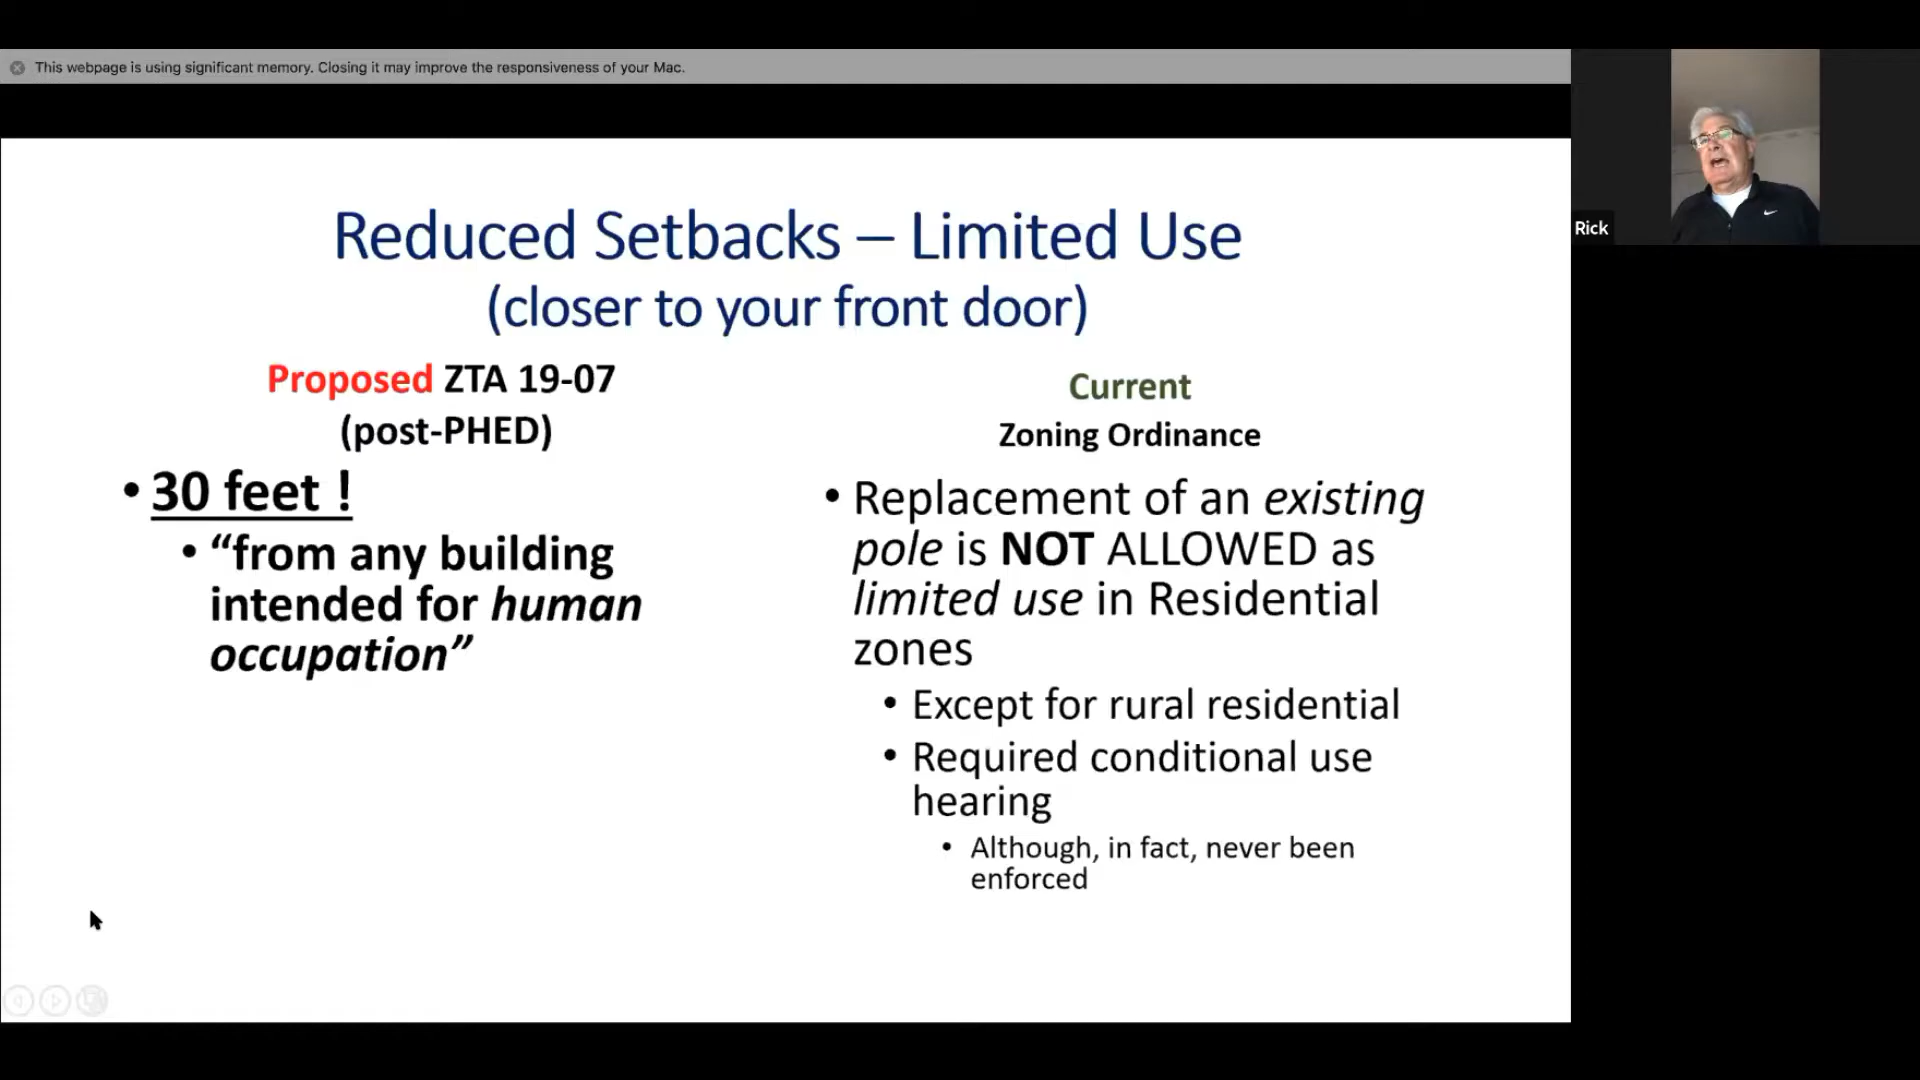 This webpage is using significant memory. Closing it may improve the responsiveness of your Mac.
Rick
Reduced Setbacks – Limited Use
(closer to your front door)
Proposed ZTA 19-07
(post-PHED)
• 30 feet !
• “from any building
intended for human
occupation”
Current
Zoning Ordinance
• Replacement of an existing
pole is NOT ALLOWED as
limited use in Residential
zones
• Except for rural residential
• Required conditional use
hearing
• Although, in fact, never been
enforced